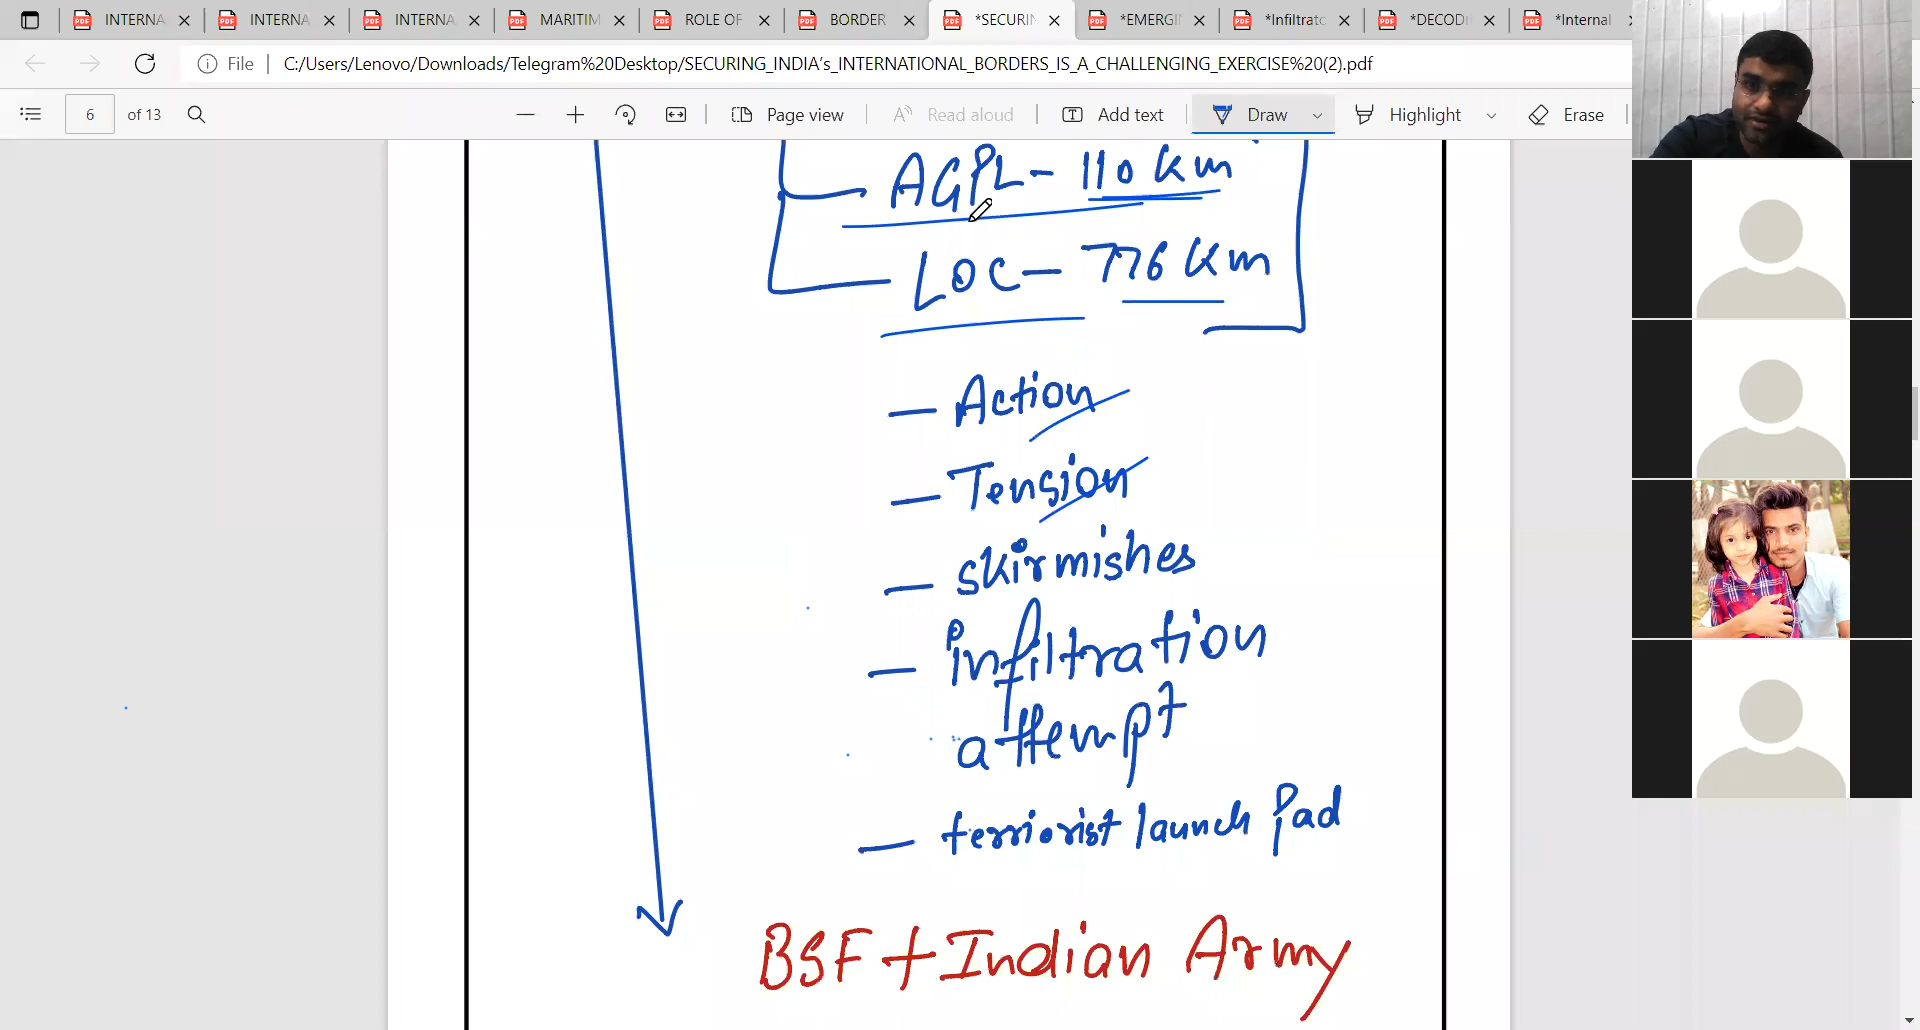 INTERNA INTERNA INTERNA MARITIM ROLE OF BORDER *SECURIN *EMERGI *Infiltrato *DECODI *Internal
File C:/Users/Lenovo/Downloads/Telegram%20Desktop/SECURING_INDIA's_INTERNATIONAL_BORDERS_IS_A_CHALLENGING_EXERCISE%20(2).pdf
6 of 13 Page view Read aloud Add text Draw Highlight Erase
AGPL - 110 Km
LOC - 776 Km
- Action
- Tension
- skirmishes
- infiltration
attempt
- terriorist launch Pad
BSF + Indian Army